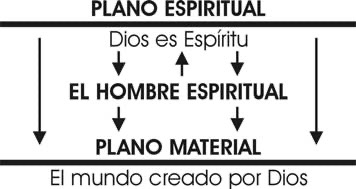 PLANO ESPIRITUAL
Dios es Espíritu
EL HOMBRE ESPIRITUAL
PLANO MATERIAL
El mundo creado por Dios